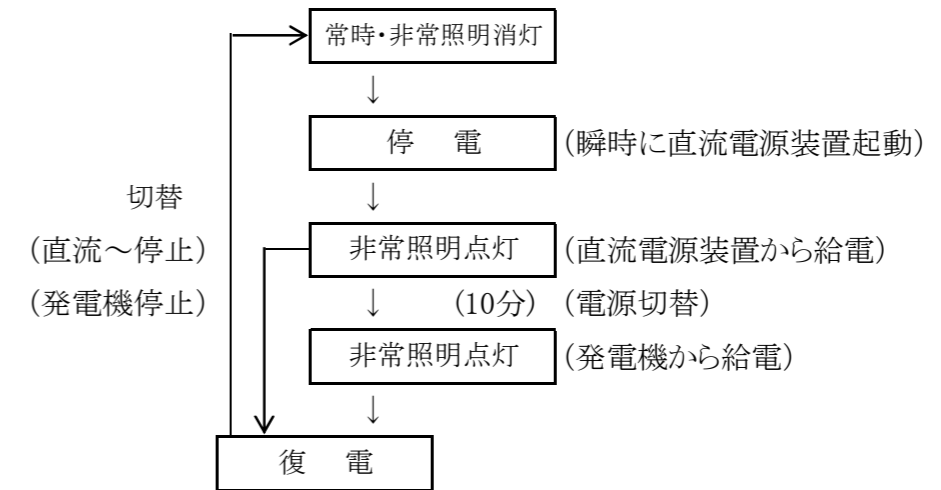 常時・非常照明消灯
↓
停　電 (瞬時に直流電源装置起動)
↓
切替
(直流～停止) 非常照明点灯 (直流電源装置から給電)
(発電機停止) ↓ (10分) (電源切替)
非常照明点灯 (発電機から給電)
↓
復　電